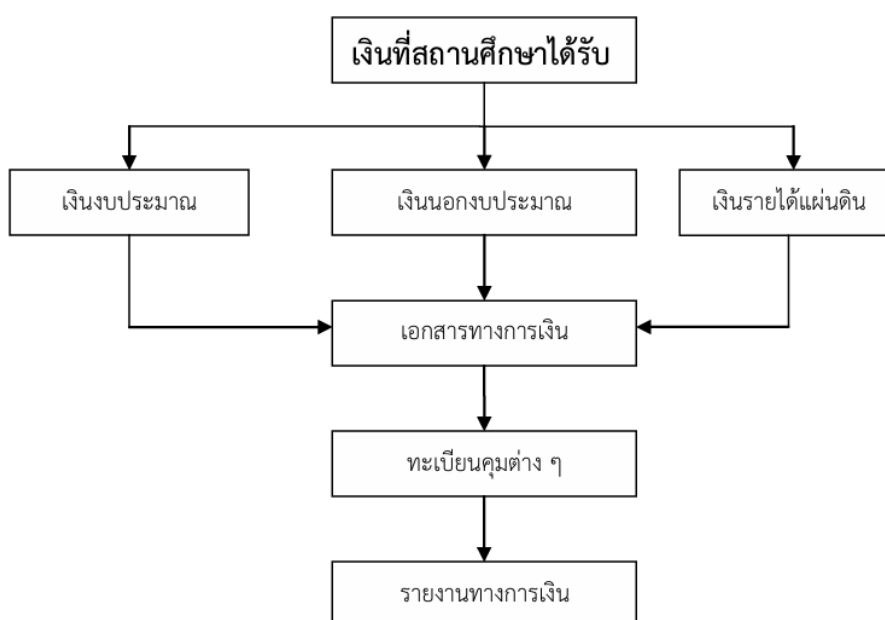 เงินที่สถานศึกษาได้รับ
เงินงบประมาณ
เงินนอกงบประมาณ
เงินรายได้แผ่นดิน
เอกสารทางการเงิน
ทะเบียนคุมต่าง ๆ
รายงานทางการเงิน